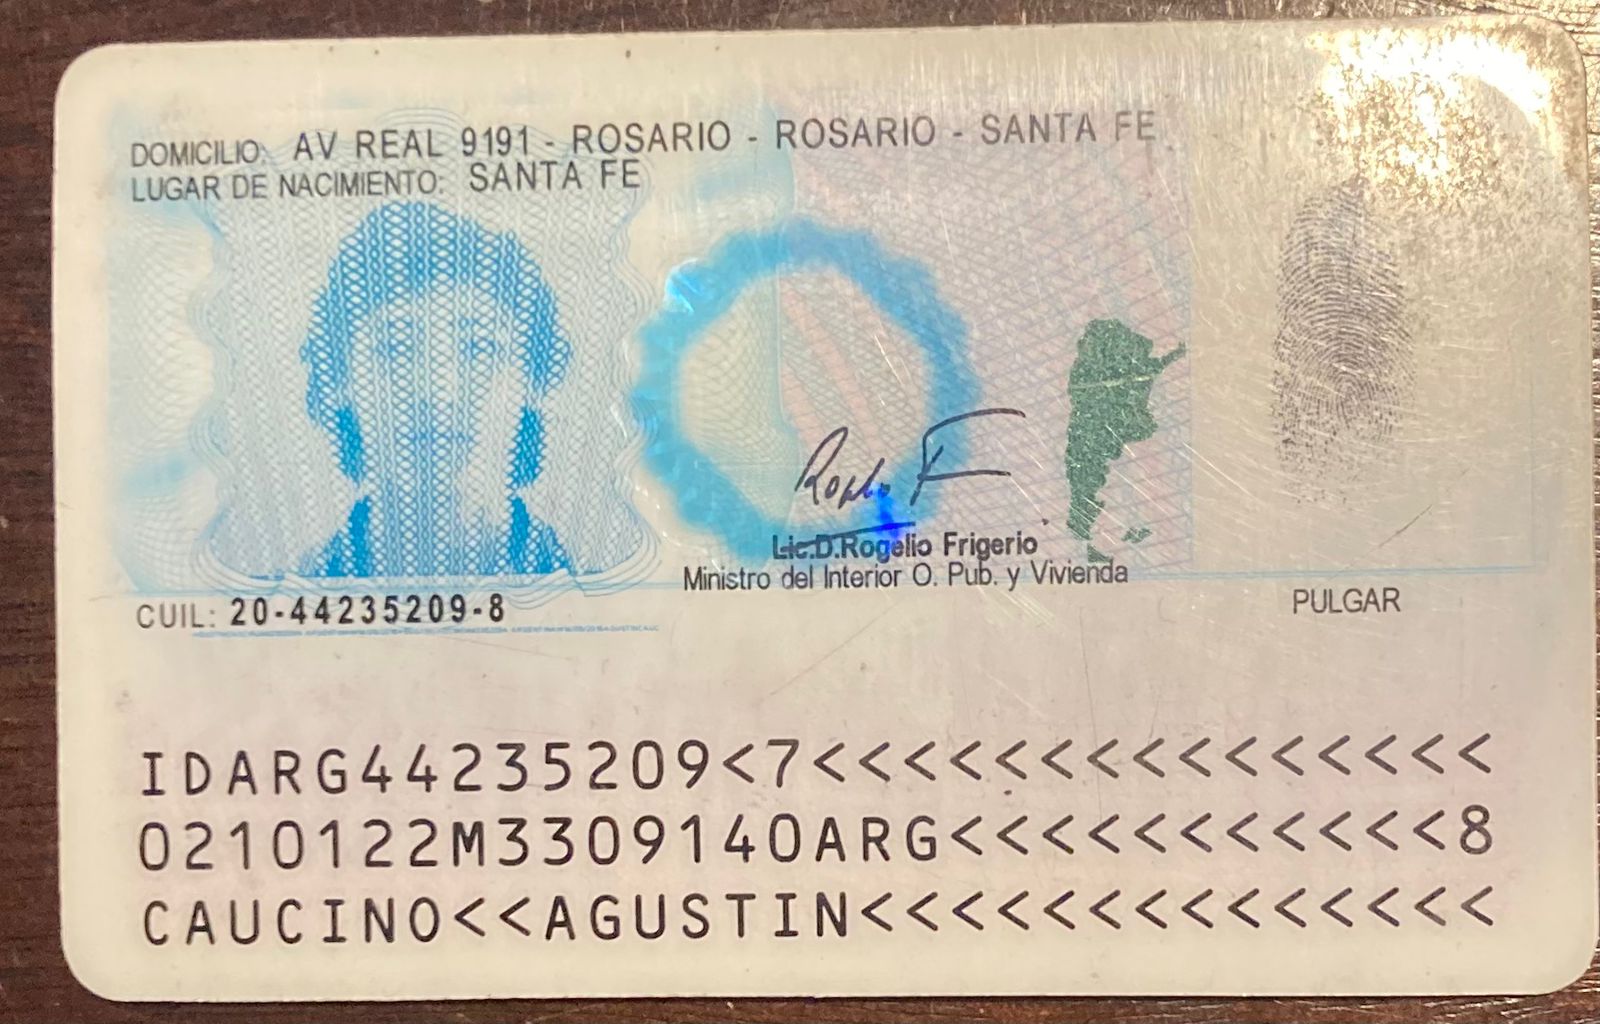 DOMICILIO: AV REAL 9191 - ROSARIO - ROSARIO - SANTA FE
LUGAR DE NACIMIENTO: SANTA FE
Lic.D.Rogelio Frigerio
Ministro del Interior O. Pub. y Vivienda
PULGAR
CUIL: 20-44235209-8
IDARG44235209<7<<<<<<<<<<<<<<<
0210122M3309140ARG<<<<<<<<<<<8
CAUCINO<<AGUSTIN<<<<<<<<<<<<<<